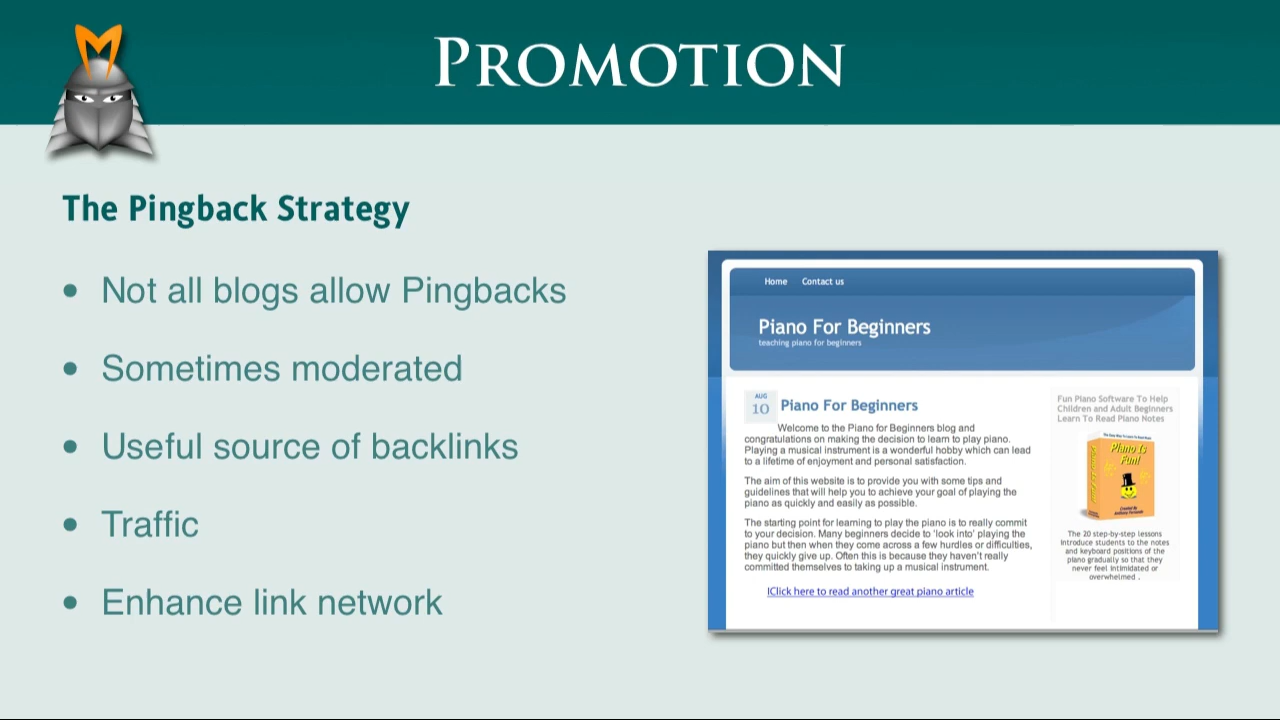 PROMOTION
The Pingback Strategy
• Not all blogs allow Pingbacks
• Sometimes moderated
• Useful source of backlinks
• Traffic
• Enhance link network
Home Contact us
Piano For Beginners
teaching piano for beginners
AUG
10
Piano For Beginners
Welcome to the Piano for Beginners blog and
congratulations on making the decision to learn to play piano.
Playing a musical instrument is a wonderful hobby which can lead
to a lifetime of enjoyment and personal satisfaction.
The aim of this website is to provide you with some tips and
guidelines that will help you to achieve your goal of playing the
piano as quickly and easily as possible.
The starting point for learning to play the piano is to really commit
to your decision. Many beginners decide to 'look into' playing the
piano but then when they come across a few hurdles or difficulties,
they quickly give up. Often this is because they haven't really
committed themselves to taking up a musical instrument.
IClick here to read another great piano article
Fun Piano Software To Help
Children and Adult Beginners
Learn To Read Piano Notes
Piano Is
Fun!
The 20 step-by-step lessons
introduce students to the notes
and keyboard positions of the
piano gradually so that they
never feel intimidated or
overwhelmed .